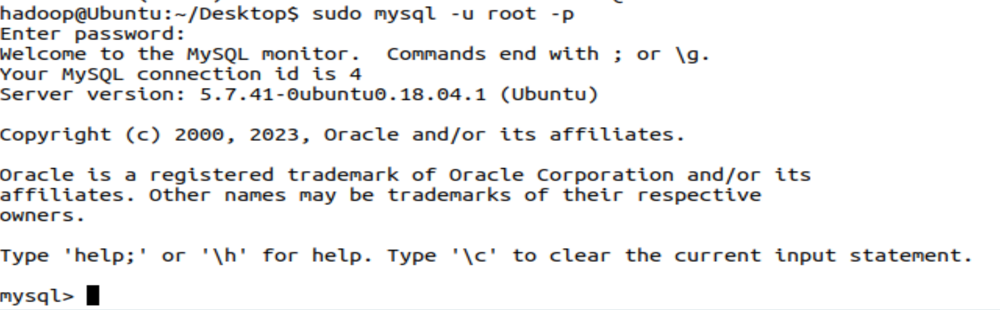 hadoop@Ubuntu:~/Desktop$ sudo mysql -u root -p
Enter password:
Welcome to the MySQL monitor.  Commands end with ; or \g.
Your MySQL connection id is 4
Server version: 5.7.41-0ubuntu0.18.04.1 (Ubuntu)
Copyright (c) 2000, 2023, Oracle and/or its affiliates.
Oracle is a registered trademark of Oracle Corporation and/or its
affiliates. Other names may be trademarks of their respective
owners.
Type 'help;' or '\h' for help. Type '\c' to clear the current input statement.
mysql>